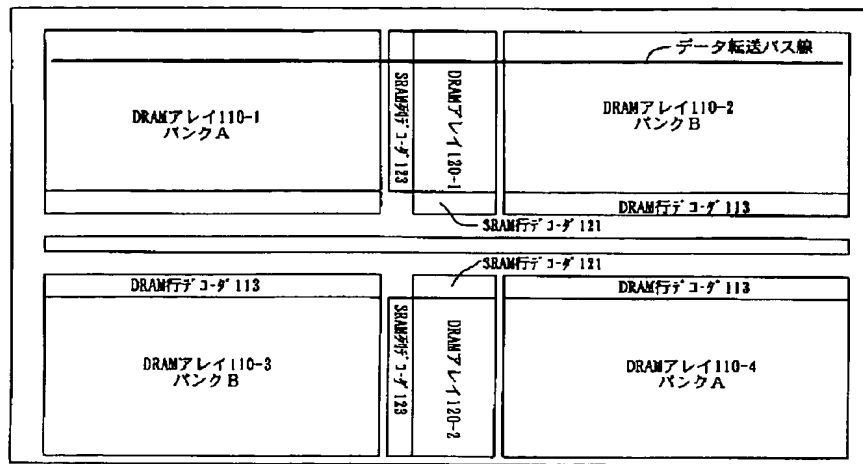 データ転送バス線
DRAMアレイ110-1
バンクA
SRAM列デコーダ123
DRAMアレイ120-1
DRAMアレイ110-2
バンクB
DRAM行デコーダ113
SRAM行デコーダ121
SRAM行デコーダ121
DRAM行デコーダ113
DRAM行デコーダ113
DRAMアレイ110-3
バンクB
SRAM列デコーダ123
DRAMアレイ120-2
DRAMアレイ110-4
バンクA